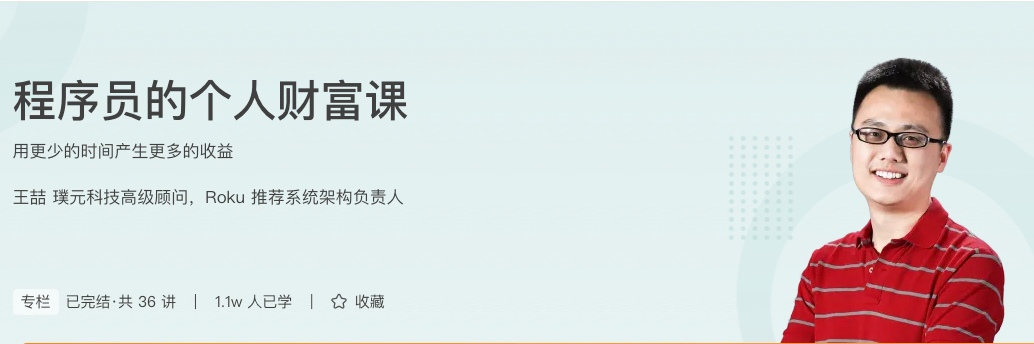 程序员的个人财富课
用更少的时间产生更多的收益
王喆 璞元科技高级顾问，Roku 推荐系统架构负责人
专栏 已完结·共 36 讲 | 1.1w 人已学 | 收藏